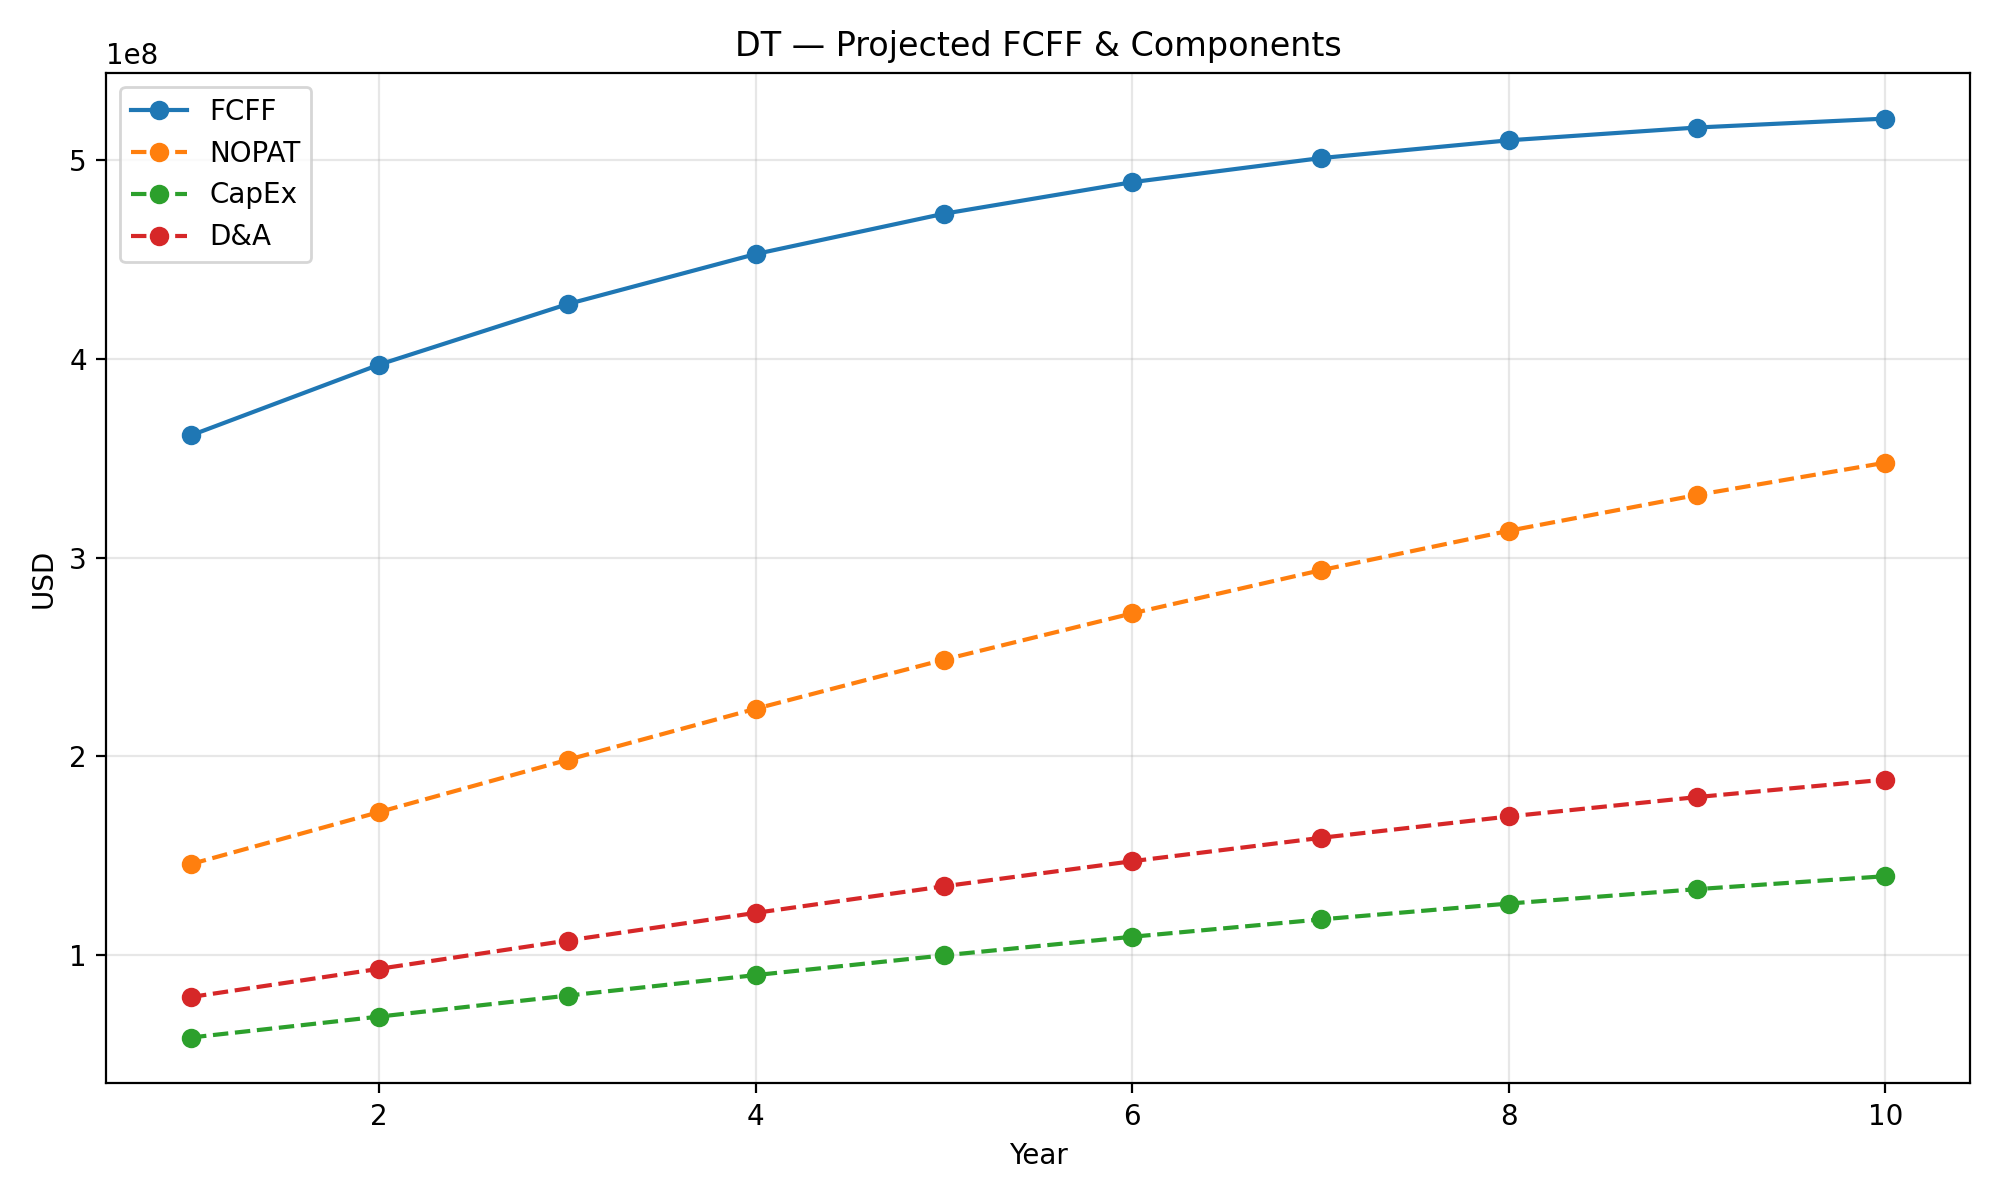 DT — Projected FCFF & Components
1e8
FCFF
NOPAT
CapEx
D&A
5
4
3
2
1
USD
2 4 6 8 10
Year